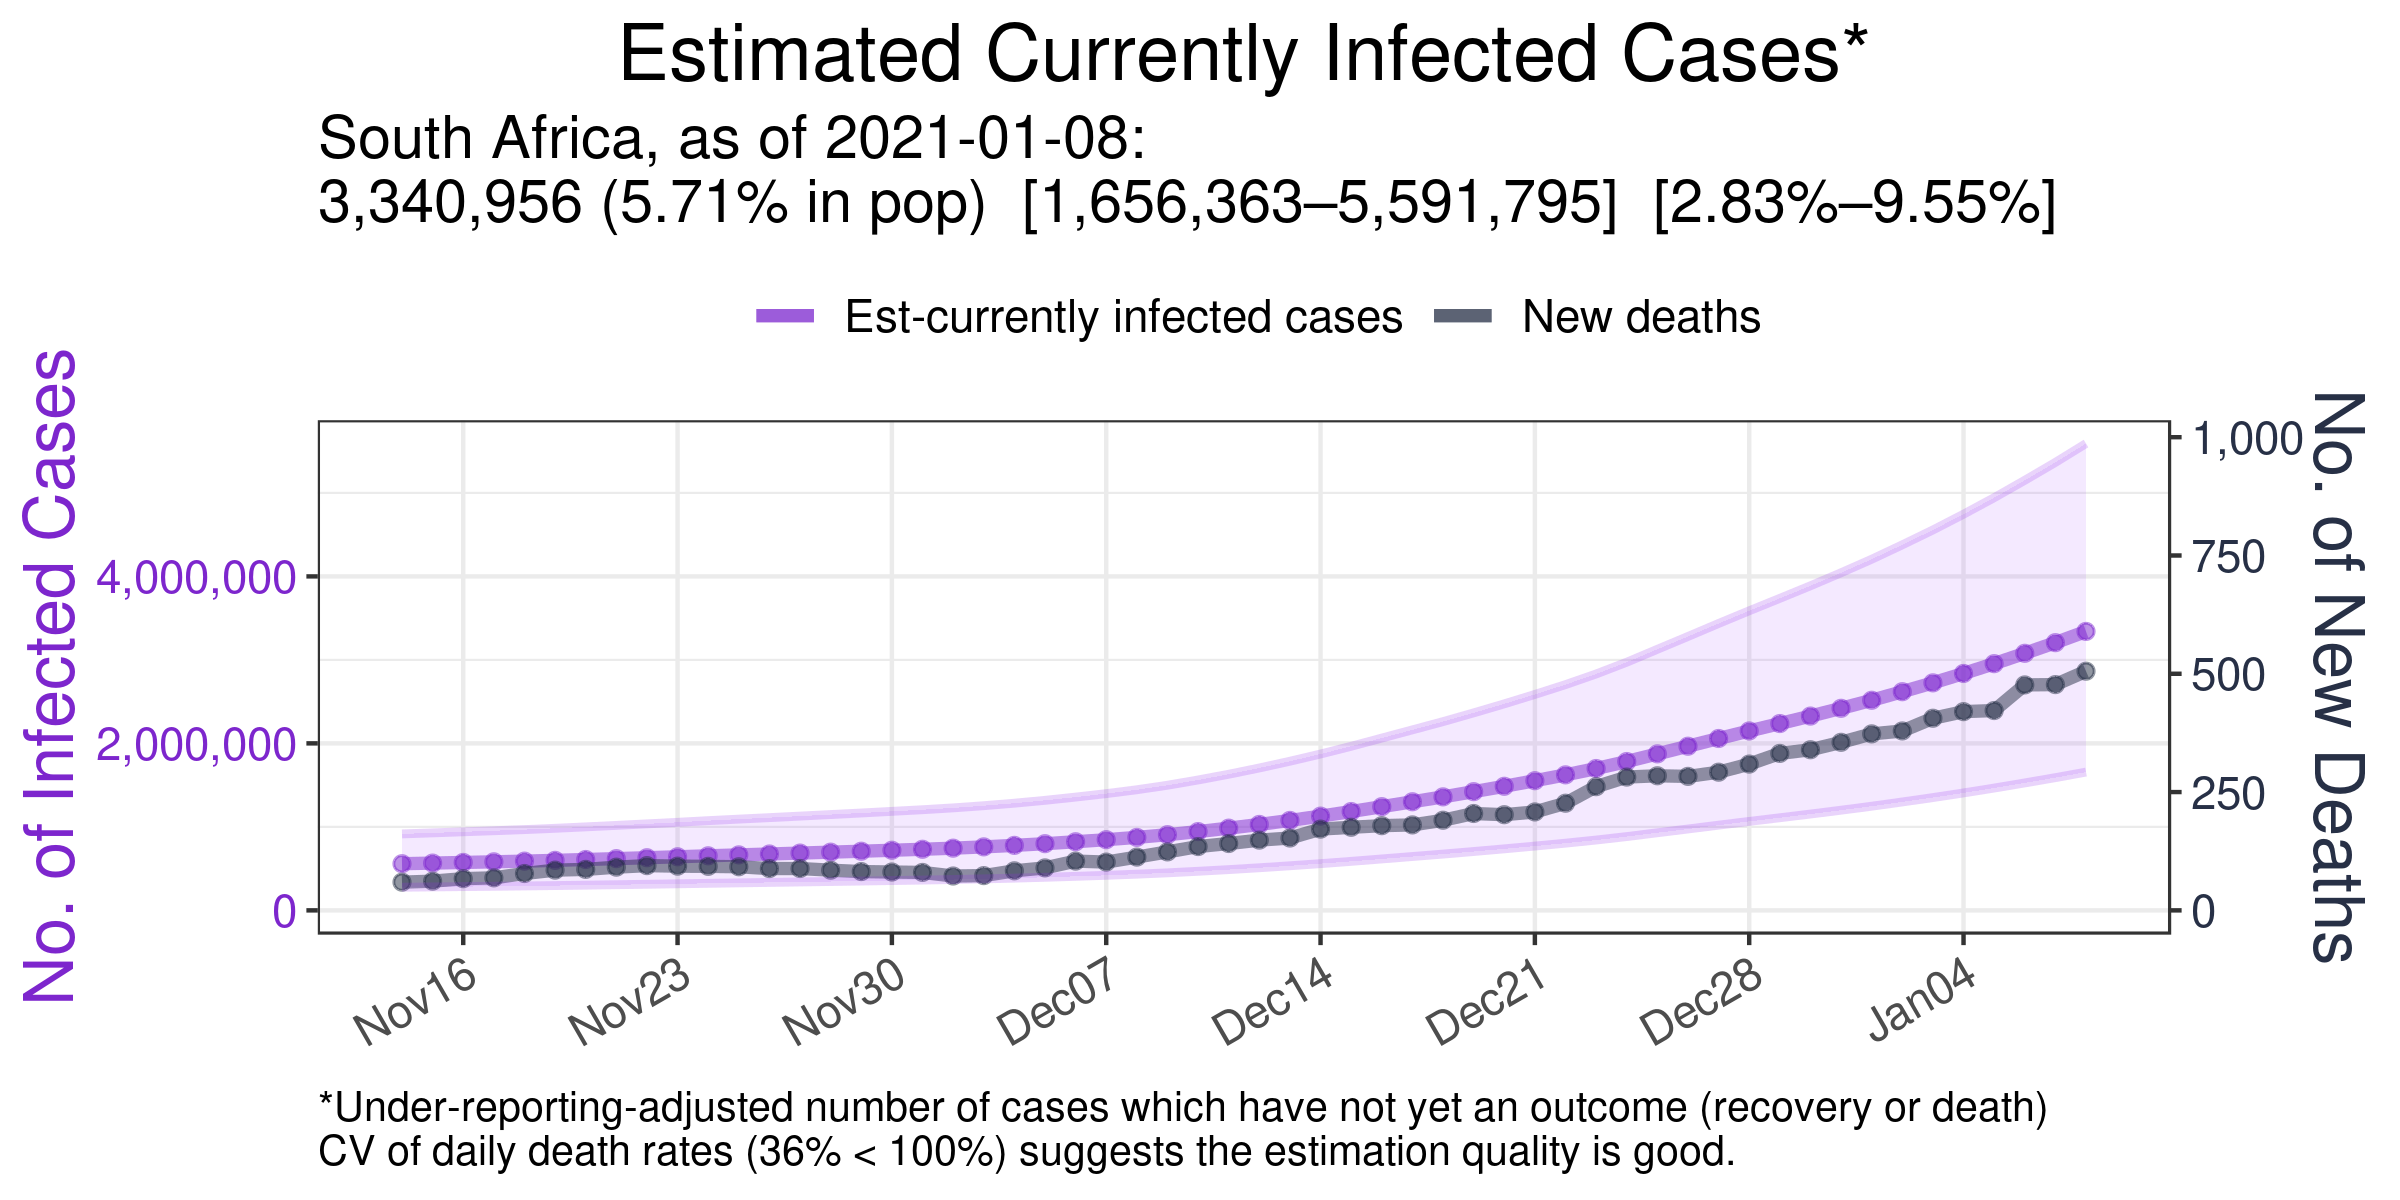 Estimated Currently Infected Cases*
South Africa, as of 2021-01-08:
3,340,956 (5.71% in pop)  [1,656,363–5,591,795]  [2.83%–9.55%]
Est-currently infected cases
New deaths
No. of Infected Cases
4,000,000
2,000,000
0
No. of New Deaths
1,000
750
500
250
0
Nov16
Nov23
Nov30
Dec07
Dec14
Dec21
Dec28
Jan04
*Under-reporting-adjusted number of cases which have not yet an outcome (recovery or death)
CV of daily death rates (36% < 100%) suggests the estimation quality is good.